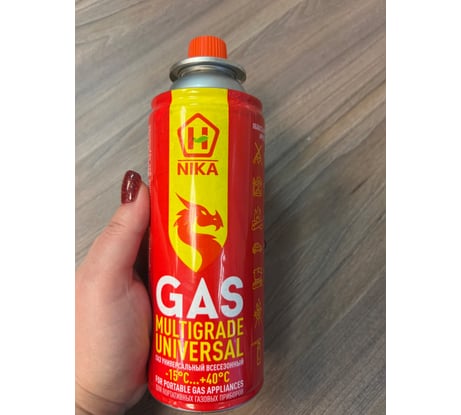 Н
NIKA
GAS
MULTIGRADE
UNIVERSAL
ГАЗ УНИВЕРСАЛЬНЫЙ ВСЕСЕЗОННЫЙ
-15°C...+40°C
FOR PORTABLE GAS APPLIANCES
ДЛЯ ПОРТАТИВНЫХ ГАЗОВЫХ ПРИБОРОВ